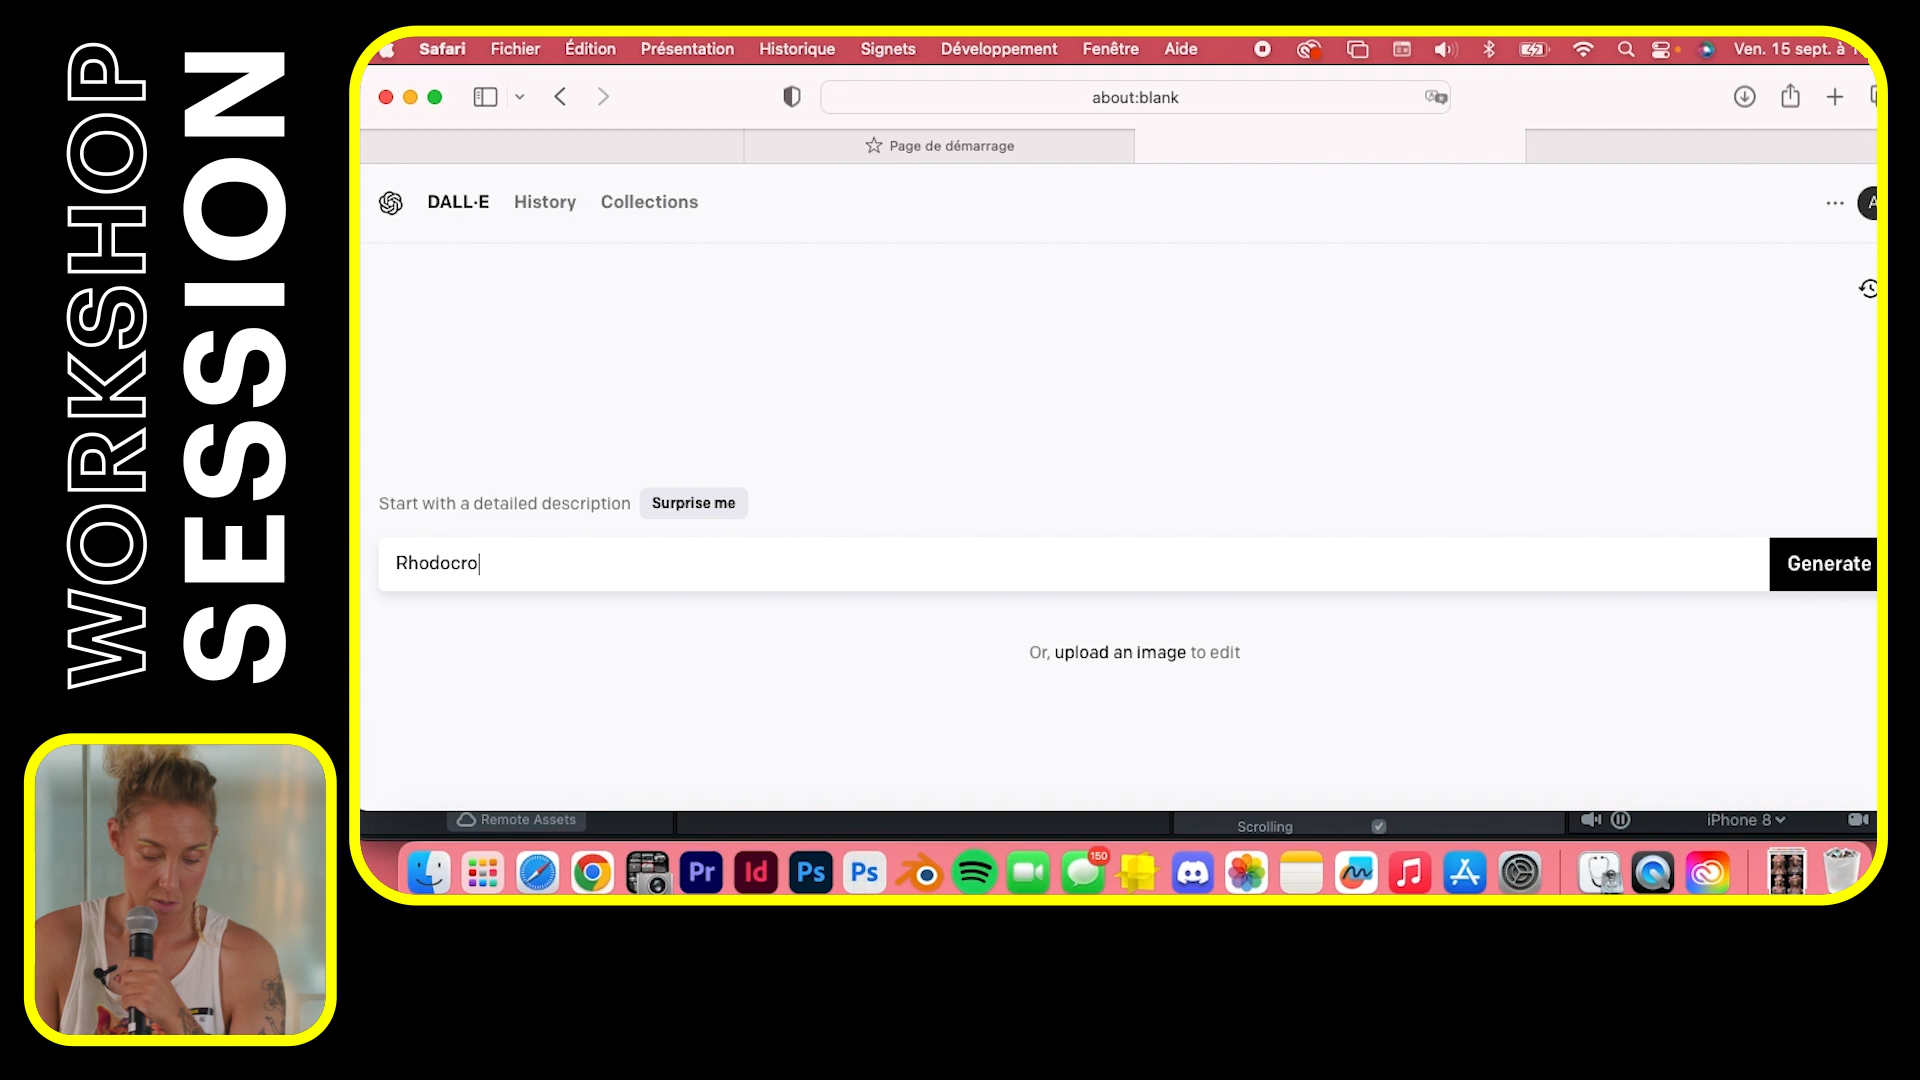 WORKSHOP
SESSION
Safari Fichier Édition Présentation Historique Signets Développement Fenêtre Aide Ven. 15 sept. à
about:blank
Page de démarrage
DALL·E History Collections
Start with a detailed description Surprise me
Rhodocro
Generate
Or, upload an image to edit
Remote Assets
Scrolling
iPhone 8
150
Pr Id Ps Ps